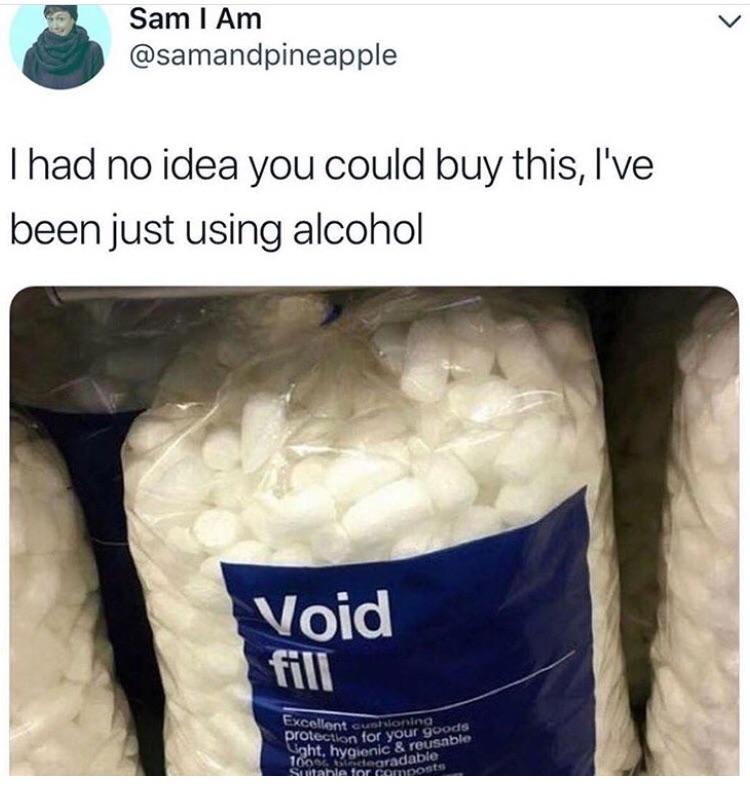 Sam I Am
@samandpineapple
I had no idea you could buy this, I've
been just using alcohol
Void
fill
Excellent cushioning
protection for your goods
Light, hygienic & reusable
100% biodegradable
Suitable for composts